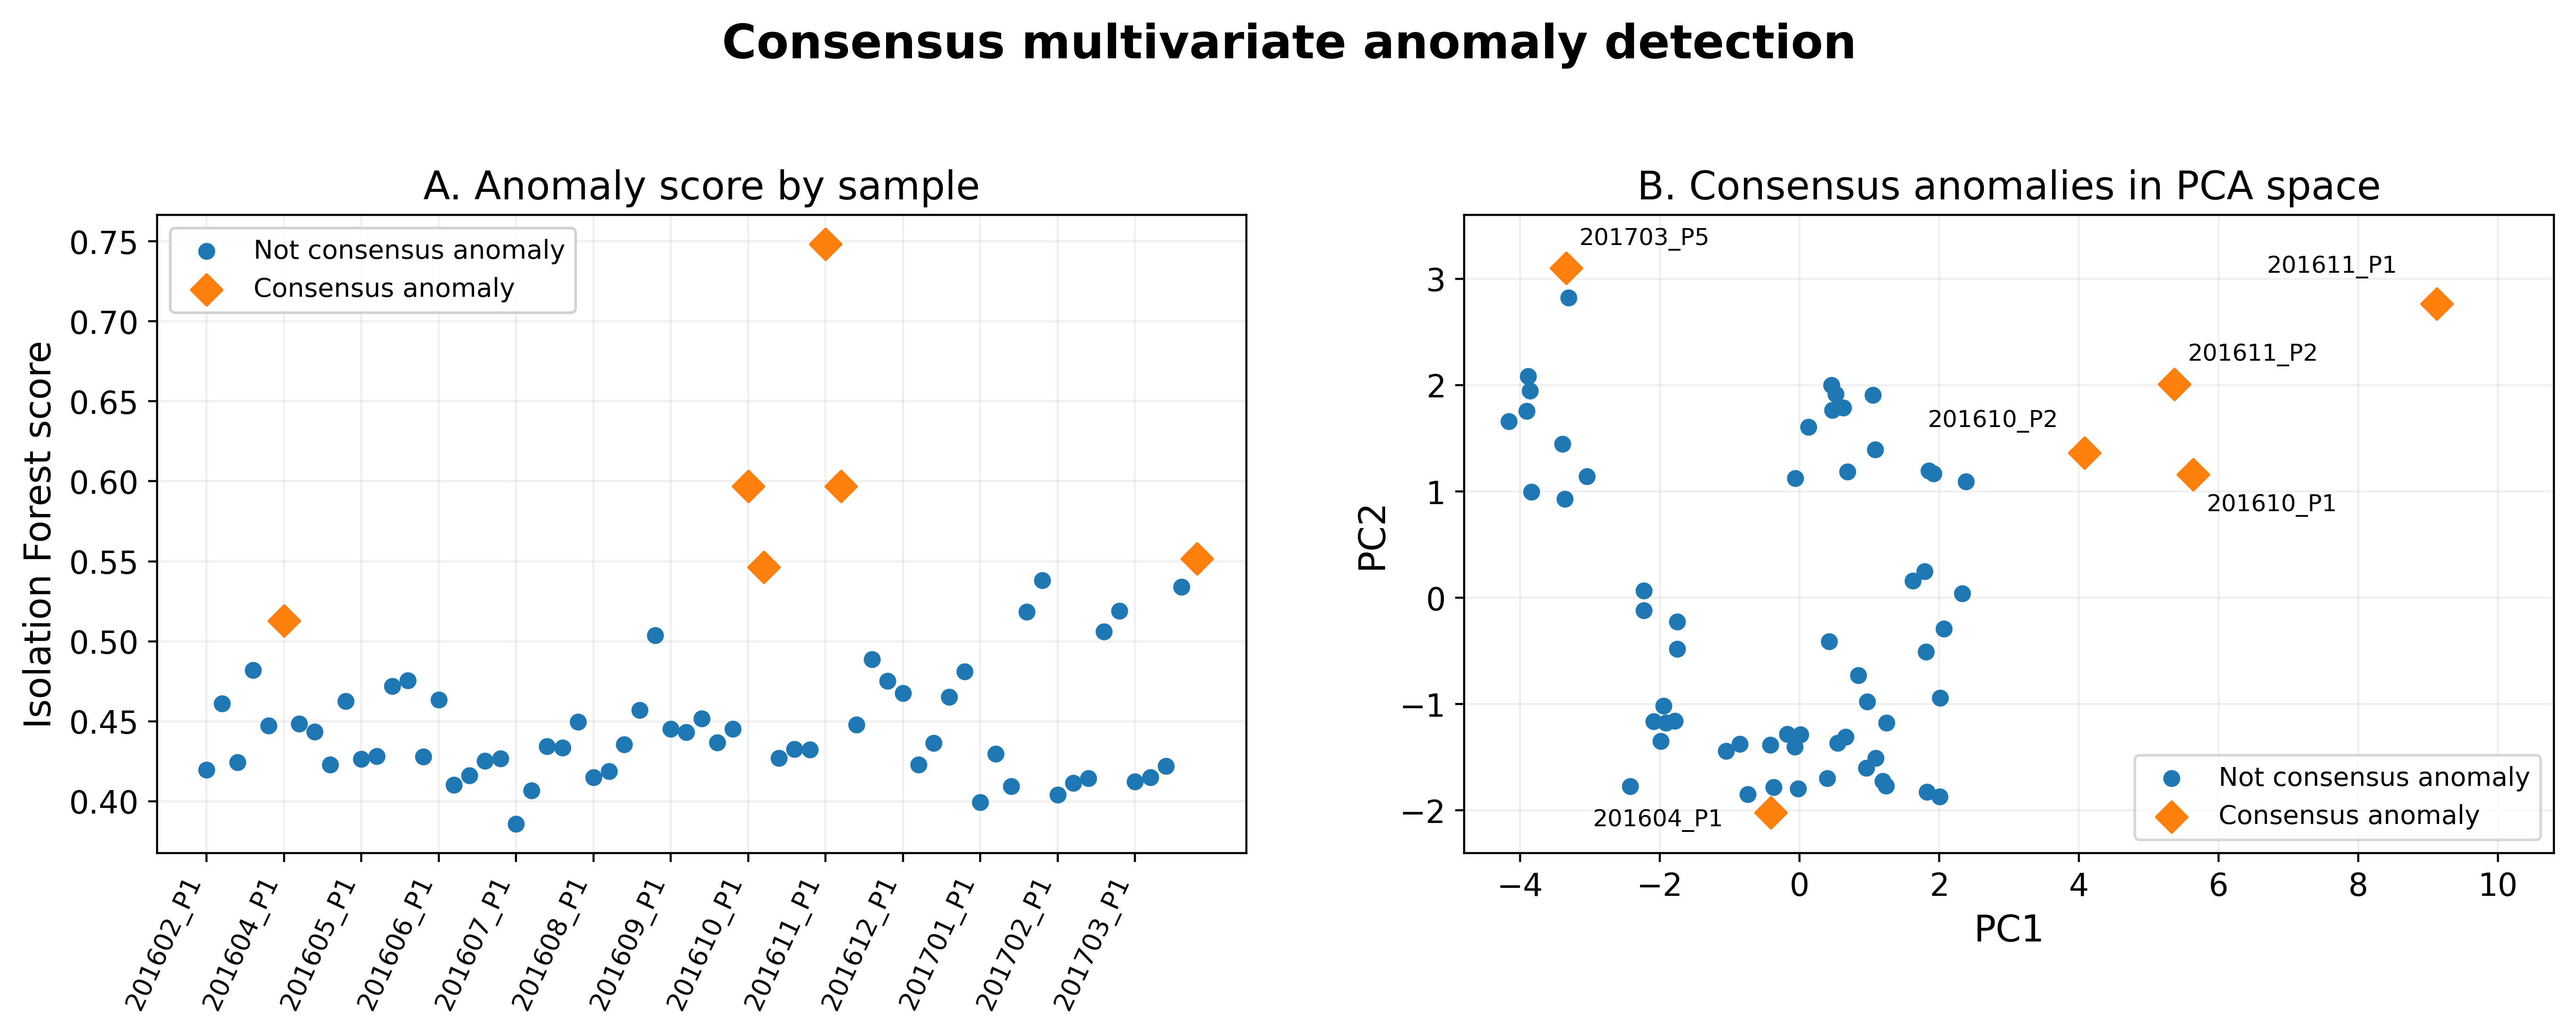 Consensus multivariate anomaly detection
A. Anomaly score by sample
Not consensus anomaly
Consensus anomaly
Isolation Forest score
0.75
0.70
0.65
0.60
0.55
0.50
0.45
0.40
201602_P1
201604_P1
201605_P1
201606_P1
201607_P1
201608_P1
201609_P1
201610_P1
201611_P1
201612_P1
201701_P1
201702_P1
201703_P1
B. Consensus anomalies in PCA space
201703_P5
201611_P1
201611_P2
201610_P2
201610_P1
201604_P1
Not consensus anomaly
Consensus anomaly
PC2
3
2
1
0
−1
−2
−4
−2
0
2
4
6
8
10
PC1